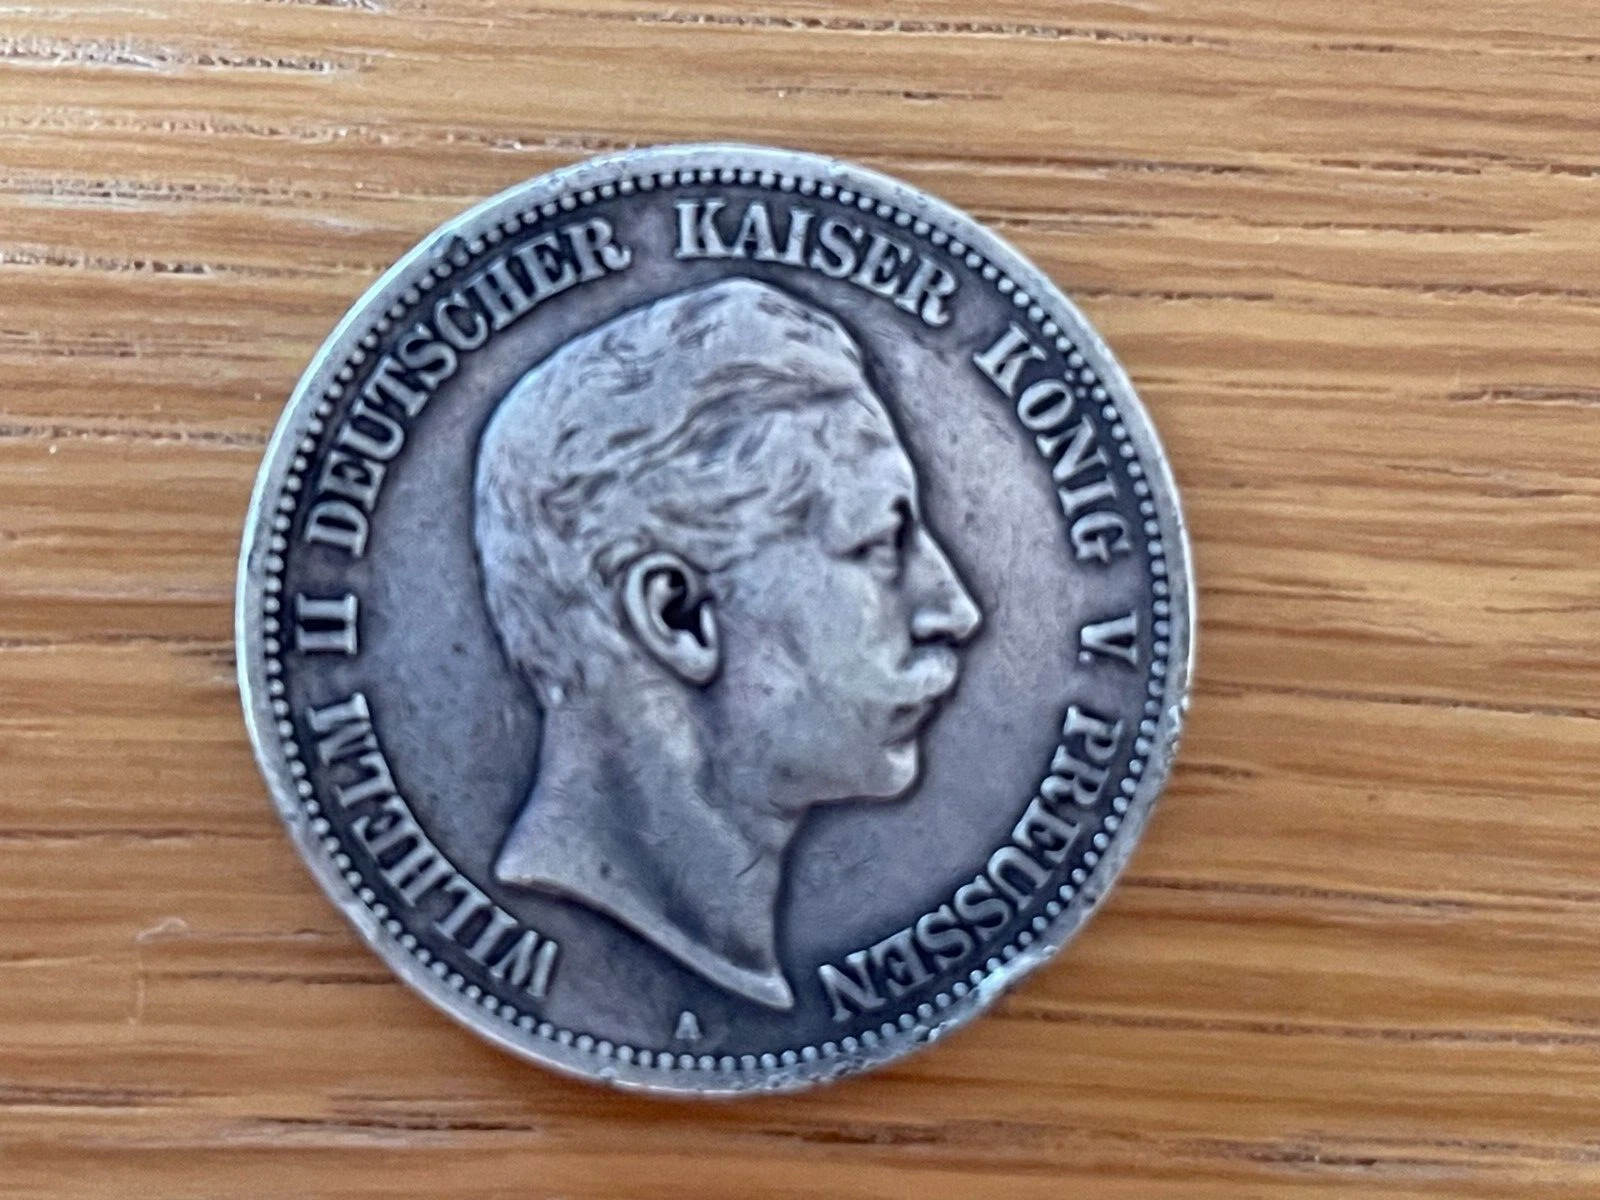 WILHELM II DEUTSCHER KAISER KÖNIG V. PREUSSEN
A